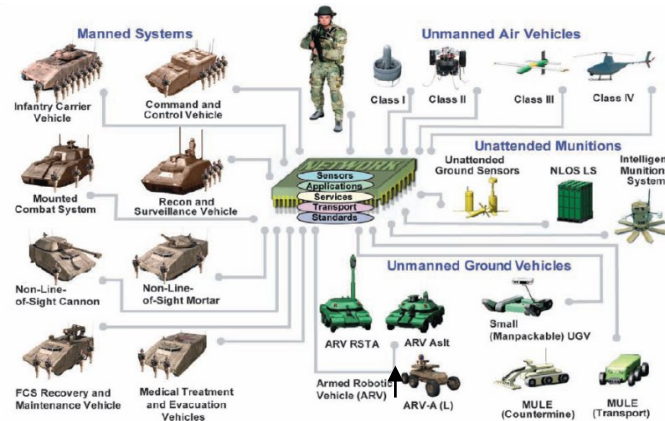 Manned Systems
Unmanned Air Vehicles
Infantry Carrier
Vehicle
Command and
Control Vehicle
Class I
Class II
Class III
Class IV
Unattended Munitions
Mounted
Combat System
Recon and
Surveillance Vehicle
NETWORK
Sensors
Applications
Services
Transport
Standards
Unattended
Ground Sensors
NLOS LS
Intelligent
Munitions
System
Non-Line-
of-Sight Cannon
Non-Line-
of-Sight Mortar
Unmanned Ground Vehicles
ARV RSTA
ARV Aslt
Small
(Manpackable) UGV
FCS Recovery and
Maintenance Vehicle
Medical Treatment
and Evacuation
Vehicles
Armed Robotic
Vehicle (ARV)
ARV-A (L)
MULE
(Countermine)
MULE
(Transport)